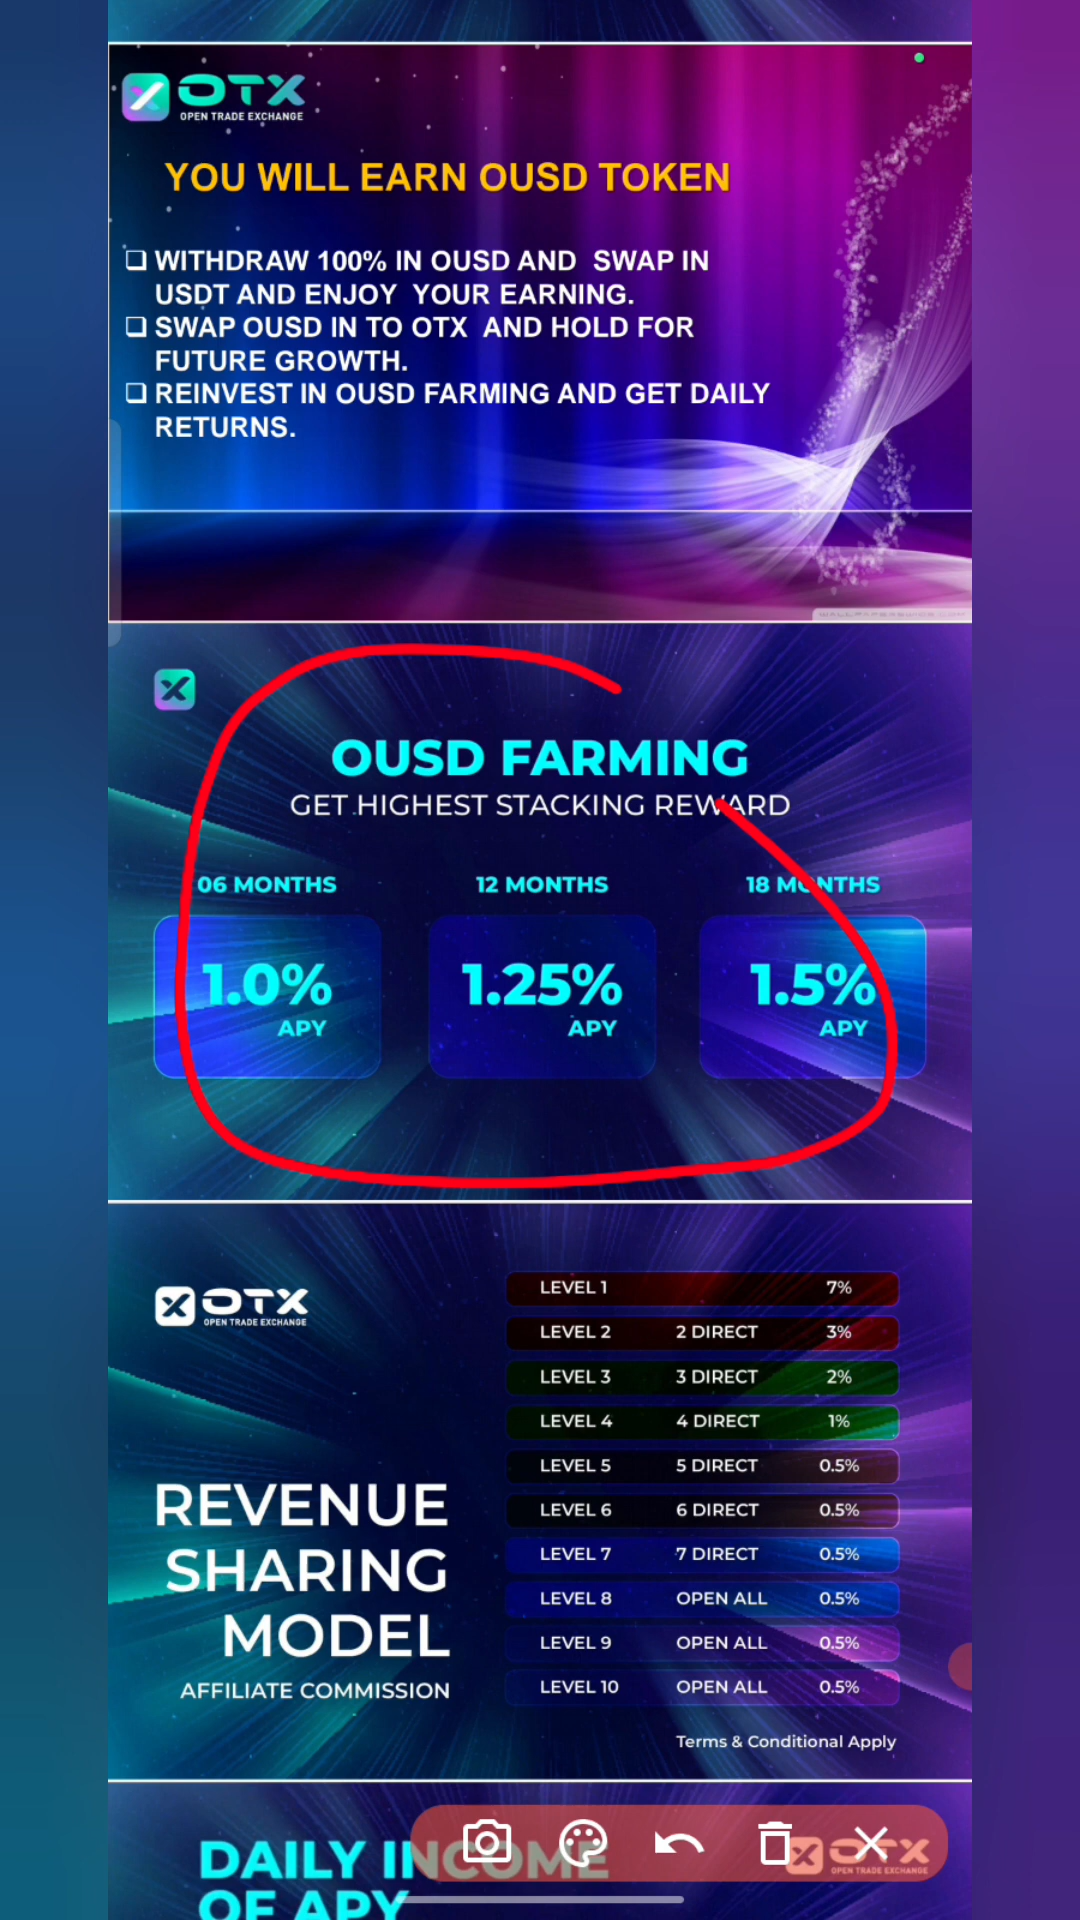 OTX
OPEN TRADE EXCHANGE
YOU WILL EARN OUSD TOKEN
❑ WITHDRAW 100% IN OUSD AND SWAP IN
USDT AND ENJOY YOUR EARNING.
❑ SWAP OUSD IN TO OTX AND HOLD FOR
FUTURE GROWTH.
❑ REINVEST IN OUSD FARMING AND GET DAILY
RETURNS.
OUSD FARMING
GET HIGHEST STACKING REWARD
06 MONTHS 12 MONTHS 18 MONTHS
1.0% 1.25% 1.5%
APY APY APY
OTX
OPEN TRADE EXCHANGE
REVENUE
SHARING
MODEL
AFFILIATE COMMISSION
LEVEL 1 7%
LEVEL 2 2 DIRECT 3%
LEVEL 3 3 DIRECT 2%
LEVEL 4 4 DIRECT 1%
LEVEL 5 5 DIRECT 0.5%
LEVEL 6 6 DIRECT 0.5%
LEVEL 7 7 DIRECT 0.5%
LEVEL 8 OPEN ALL 0.5%
LEVEL 9 OPEN ALL 0.5%
LEVEL 10 OPEN ALL 0.5%
Terms & Conditional Apply
DAILY INCOME
OF APY
OTX
OPEN TRADE EXCHANGE